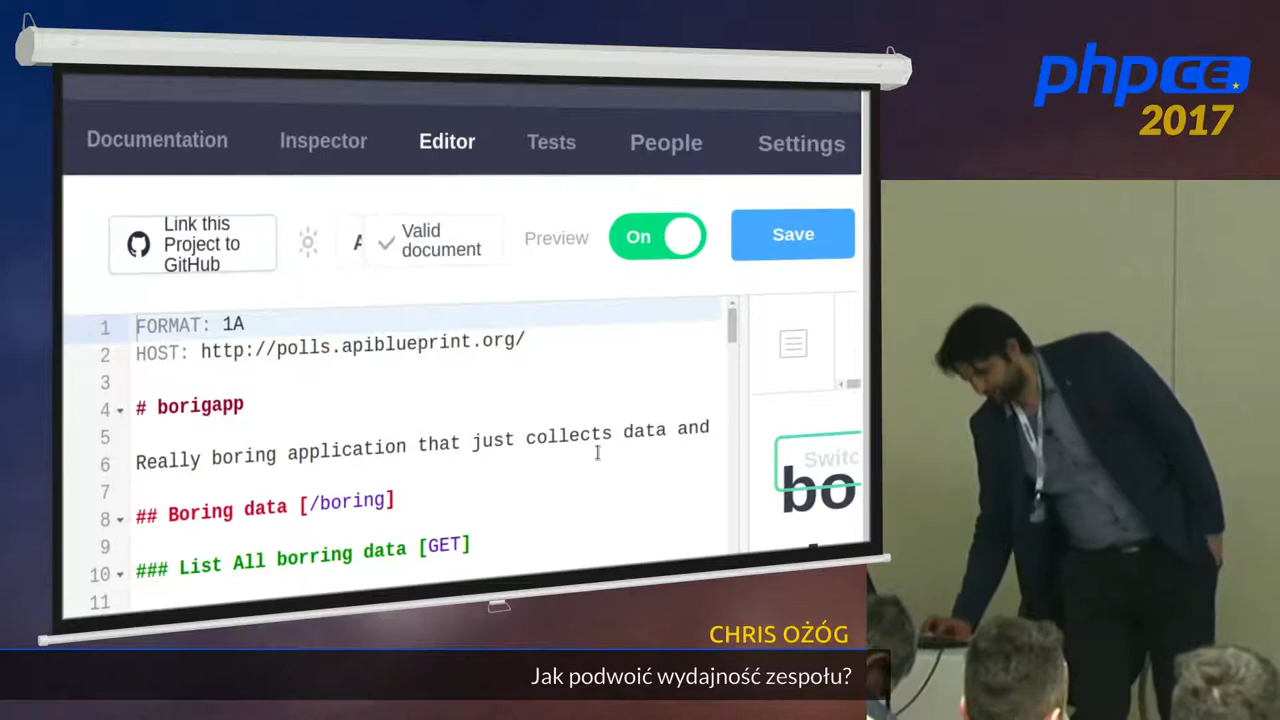 phpCE
2017
Documentation Inspector Editor Tests People Settings
Link this
Project to
GitHub
Valid
document
Preview
On
Save
1 FORMAT: 1A
2 HOST: http://polls.apiblueprint.org/
3
4 # borigapp
5
6 Really boring application that just collects data and
7
8 ## Boring data [/boring]
9
10 ### List All borring data [GET]
11
Switc
bo
CHRIS OŻÓG
Jak podwoić wydajność zespołu?